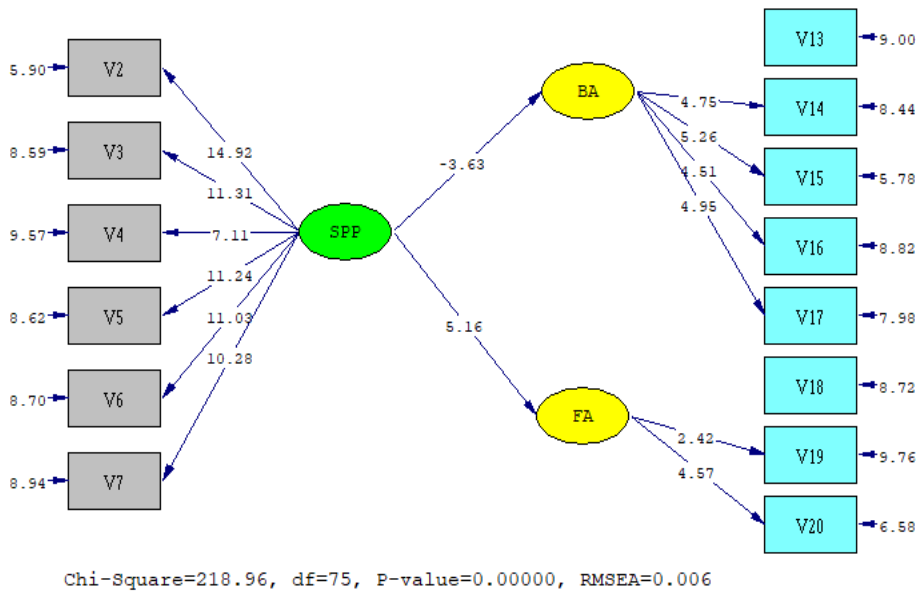 V13
9.00
5.90
V2
BA
4.75
V14
8.44
8.59
V3
14.92
-3.63
5.26
V15
5.78
11.31
4.51
4.95
9.57
V4
7.11
SPP
V16
8.82
11.24
8.62
V5
11.03
5.16
V17
7.98
10.28
8.70
V6
V18
8.72
FA
2.42
V19
9.76
8.94
V7
4.57
V20
6.58
Chi-Square=218.96, df=75, P-value=0.00000, RMSEA=0.006